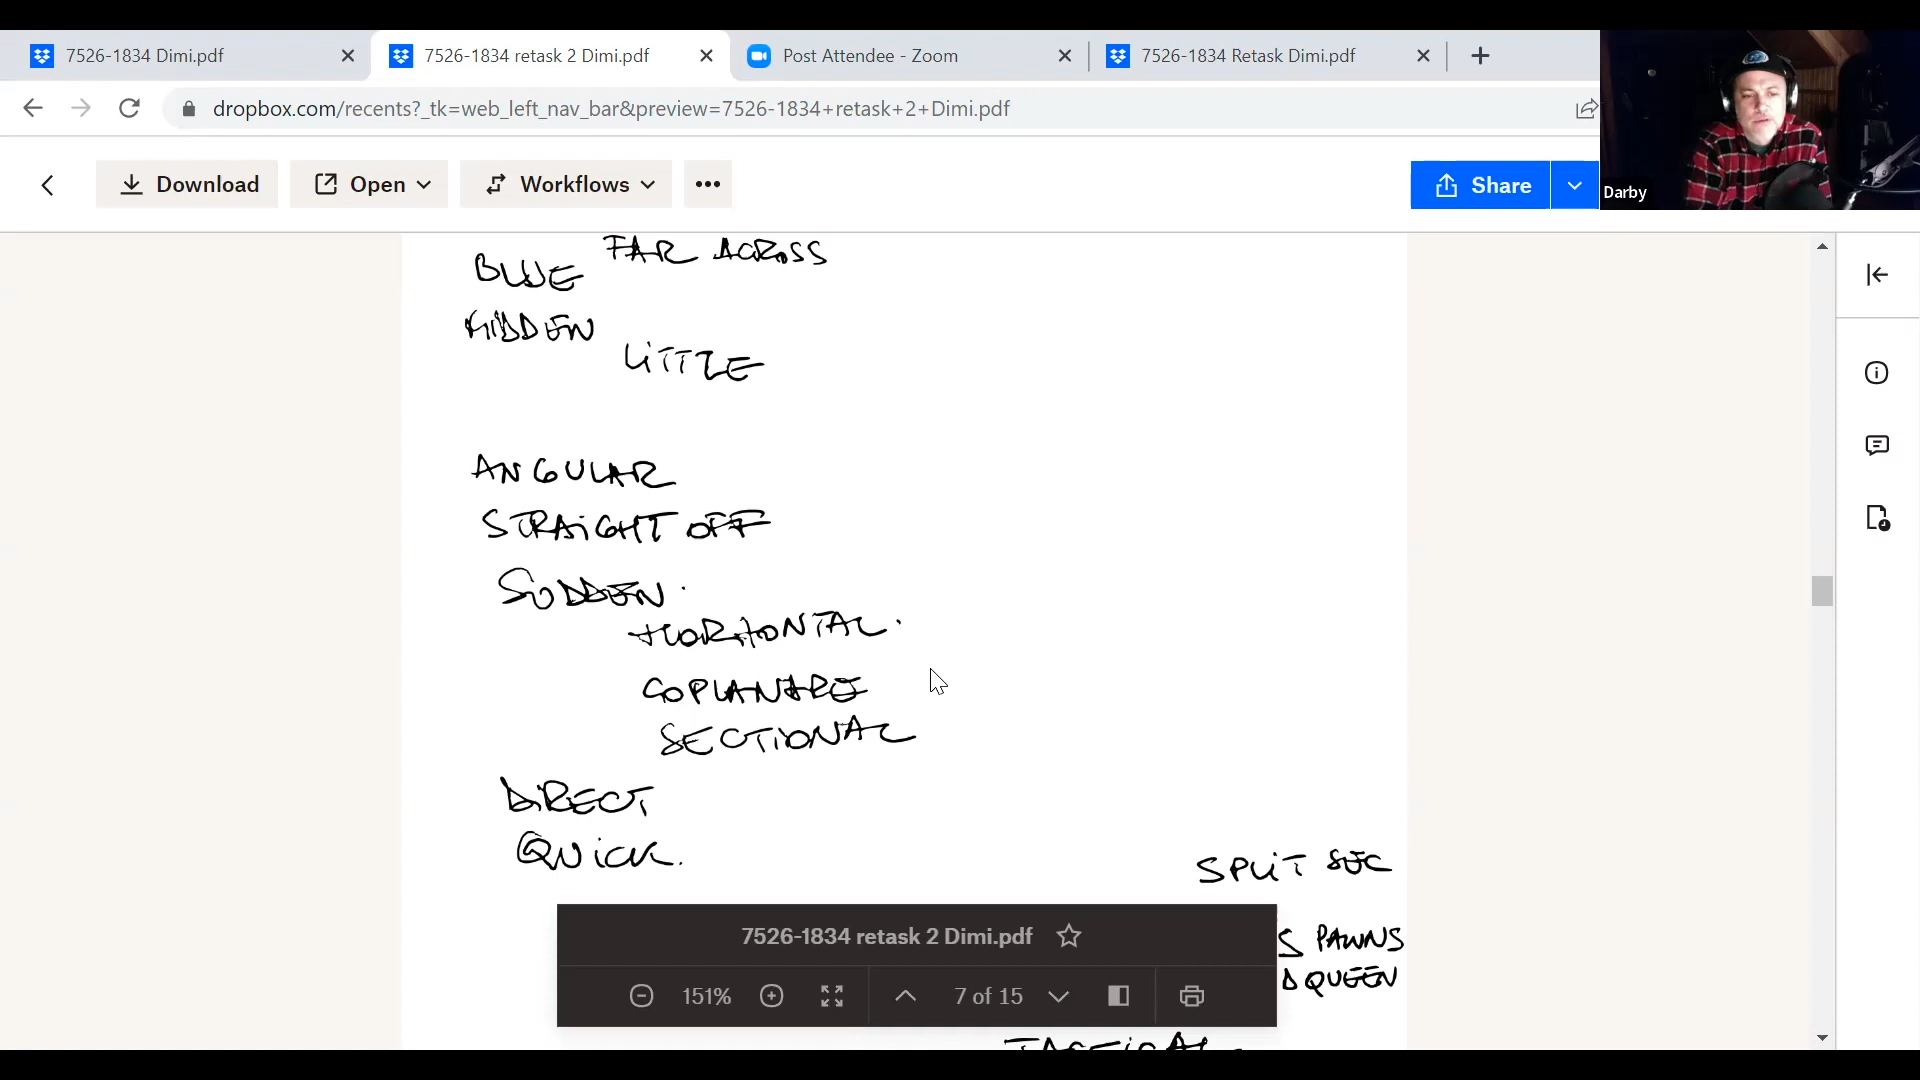 7526-1834 Dimi.pdf
7526-1834 retask 2 Dimi.pdf
Post Attendee - Zoom
7526-1834 Retask Dimi.pdf
dropbox.com/recents?_tk=web_left_nav_bar&preview=7526-1834+retask+2+Dimi.pdf
Download
Open
Workflows
Share
Darby
FAR ACROSS
BLUE
HIDDEN
LITTLE
ANGULAR
STRAIGHT OFF
SUDDEN.
HORIZONTAL.
COPLANARE
SECTIONAL
DIRECT
QUICK.
SPLIT SEC
S PAWNS
D QUEEN
7526-1834 retask 2 Dimi.pdf
151%
7 of 15
TACTICAL